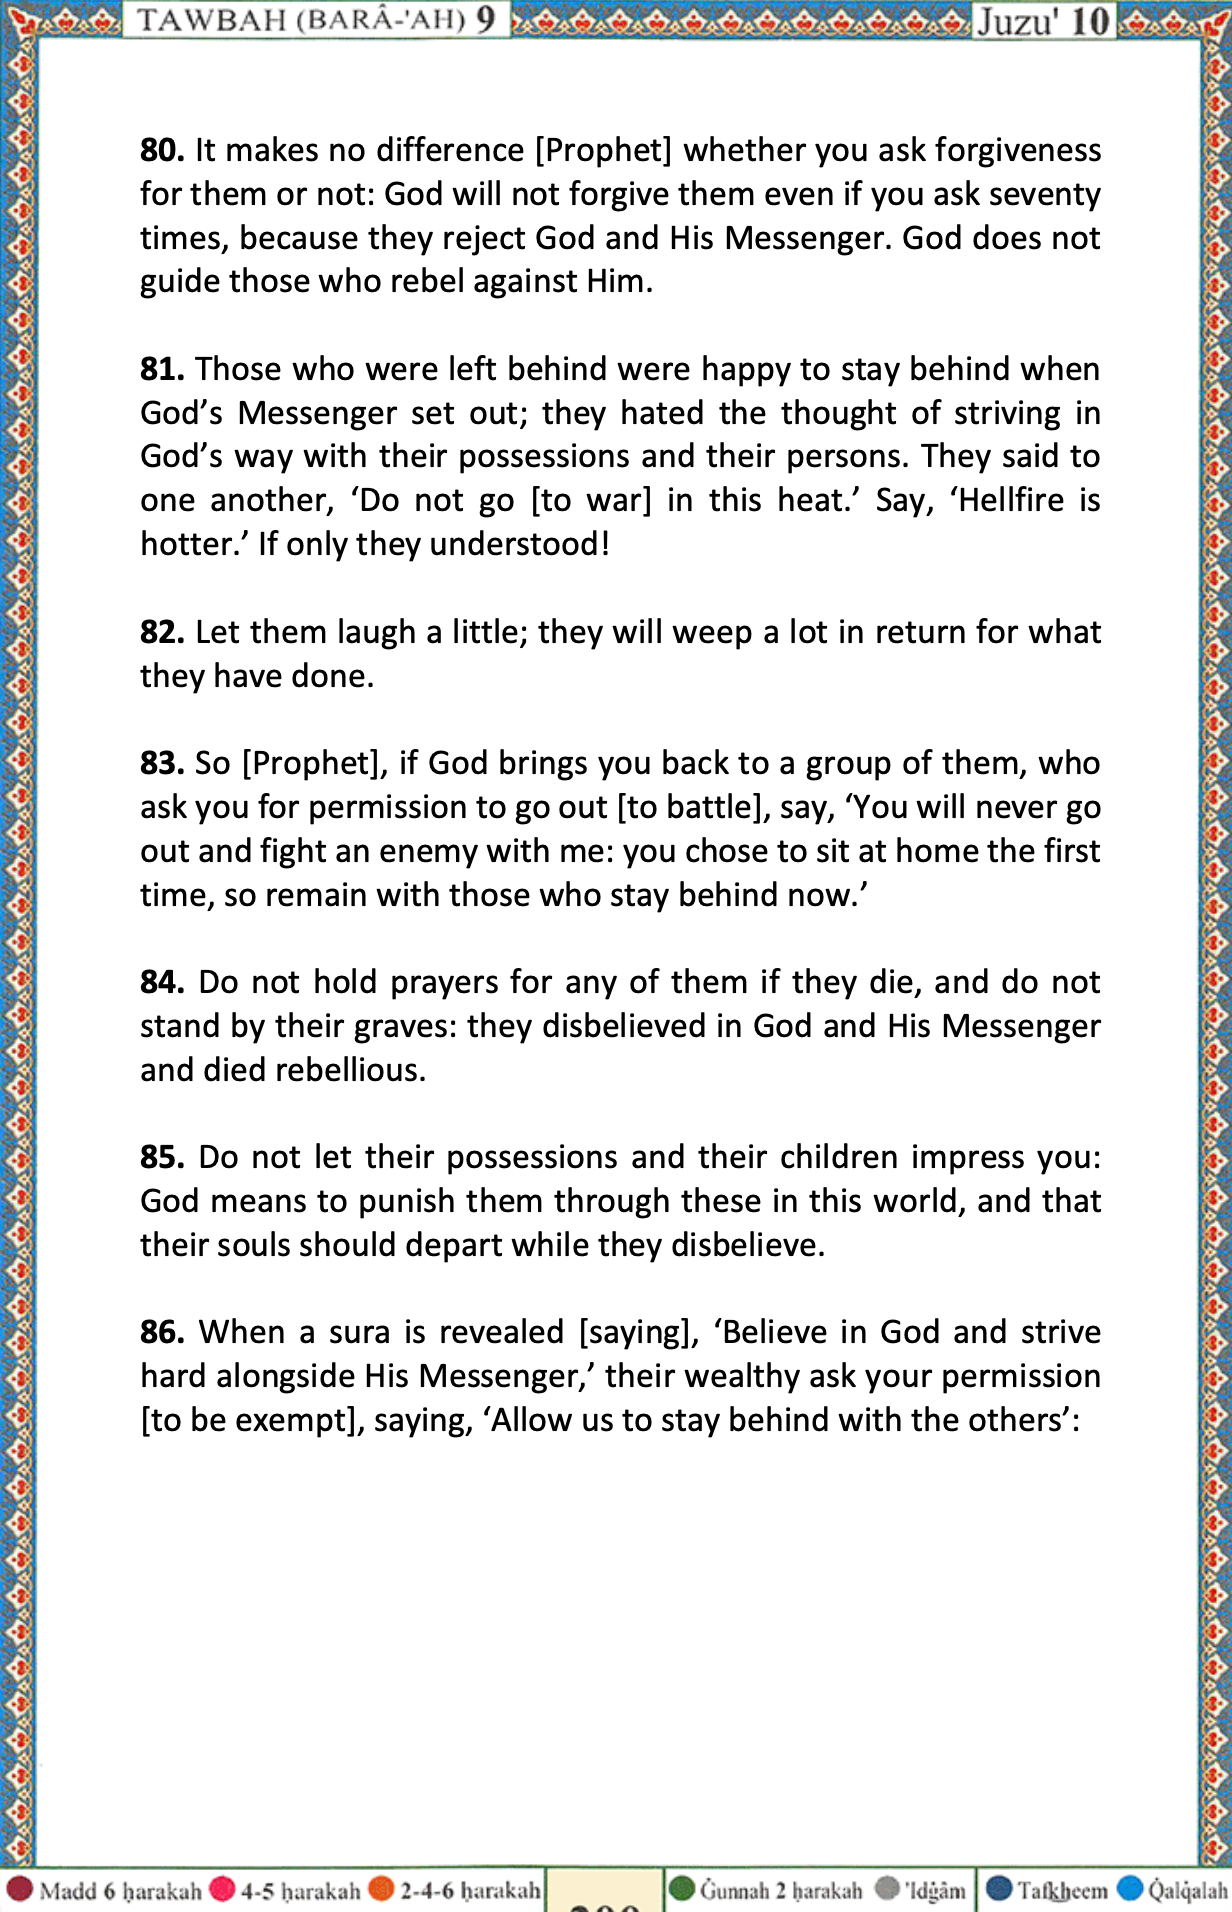 TAWBAH (BARÂ-'AH) 9 Juzu' 10
80. It makes no difference [Prophet] whether you ask forgiveness
for them or not: God will not forgive them even if you ask seventy
times, because they reject God and His Messenger. God does not
guide those who rebel against Him.
81. Those who were left behind were happy to stay behind when
God’s Messenger set out; they hated the thought of striving in
God’s way with their possessions and their persons. They said to
one another, ‘Do not go [to war] in this heat.’ Say, ‘Hellfire is
hotter.’ If only they understood!
82. Let them laugh a little; they will weep a lot in return for what
they have done.
83. So [Prophet], if God brings you back to a group of them, who
ask you for permission to go out [to battle], say, ‘You will never go
out and fight an enemy with me: you chose to sit at home the first
time, so remain with those who stay behind now.’
84. Do not hold prayers for any of them if they die, and do not
stand by their graves: they disbelieved in God and His Messenger
and died rebellious.
85. Do not let their possessions and their children impress you:
God means to punish them through these in this world, and that
their souls should depart while they disbelieve.
86. When a sura is revealed [saying], ‘Believe in God and strive
hard alongside His Messenger,’ their wealthy ask your permission
[to be exempt], saying, ‘Allow us to stay behind with the others’:
Madd 6 ḥarakah 4-5 ḥarakah 2-4-6 ḥarakah Ġunnah 2 ḥarakah 'Idġâm Tafkheem Q̇alq̇alah